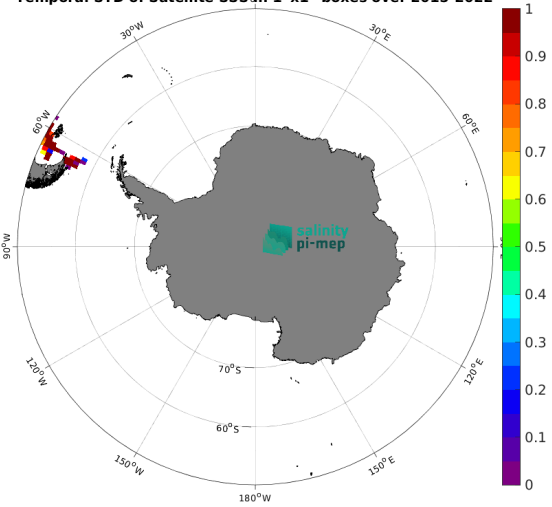 Temporal STD of Satellite SSS in 1 x1 boxes over 2015-2022
30°W
30°E
60°W
60°E
90°W
120°W
120°E
150°W
150°E
180°W
70°S
60°S
salinity
pi-mep
1
0.9
0.8
0.7
0.6
0.5
0.4
0.3
0.2
0.1
0